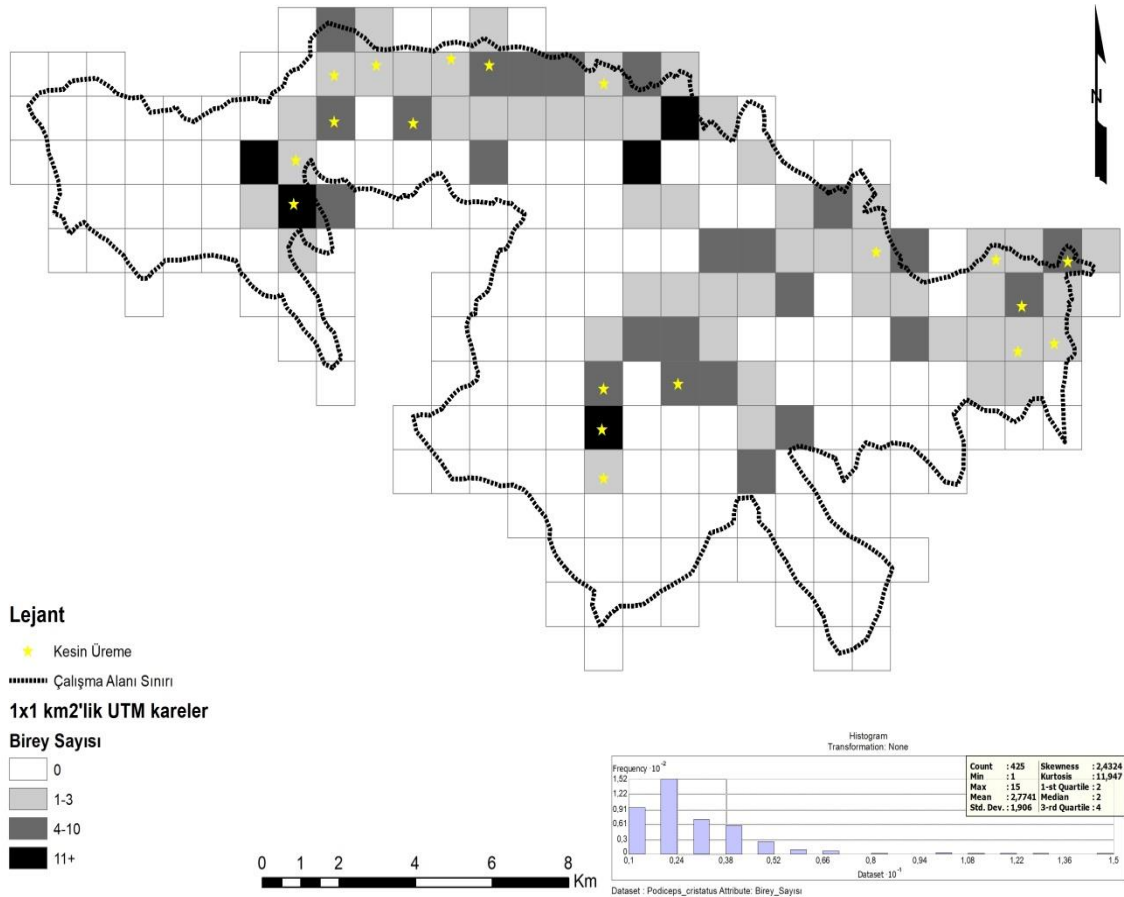 N
Lejant
Kesin Üreme
Çalışma Alanı Sınırı
1x1 km2'lik UTM kareler
Birey Sayısı
0
1-3
4-10
11+
0 1 2 4 6 8
Km
Histogram
Transformation: None
Frequency · 10⁻²
1,52
1,22
0,91
0,61
0,3
0
0,1 0,24 0,38 0,52 0,66 0,8 0,94 1,08 1,22 1,36 1,5
Dataset · 10⁻¹
Count : 425 Skewness : 2,4324
Min : 1 Kurtosis : 11,947
Max : 15 1-st Quartile : 2
Mean : 2,7741 Median : 2
Std. Dev. : 1,906 3-rd Quartile : 4
Dataset : Podiceps_cristatus Attribute: Birey_Sayısı